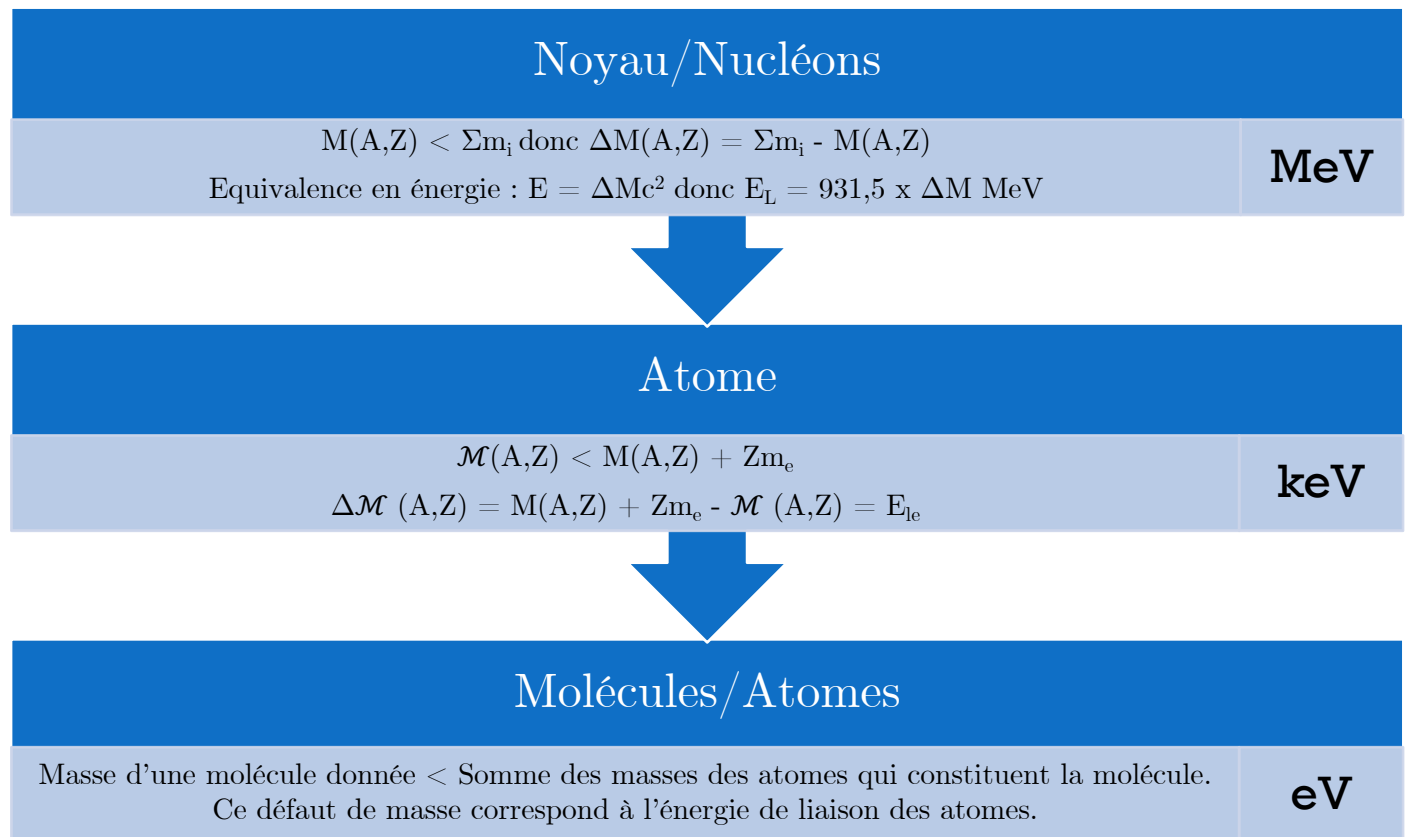 Noyau/Nucléons
M(A,Z) < Σmᵢ donc ΔM(A,Z) = Σmᵢ - M(A,Z)
Equivalence en énergie : E = ΔMc² donc E_L = 931,5 x ΔM MeV
MeV
Atome
ℳ(A,Z) < M(A,Z) + Zmₑ
Δℳ (A,Z) = M(A,Z) + Zmₑ - ℳ (A,Z) = E_le
keV
Molécules/Atomes
Masse d'une molécule donnée < Somme des masses des atomes qui constituent la molécule.
Ce défaut de masse correspond à l'énergie de liaison des atomes.
eV